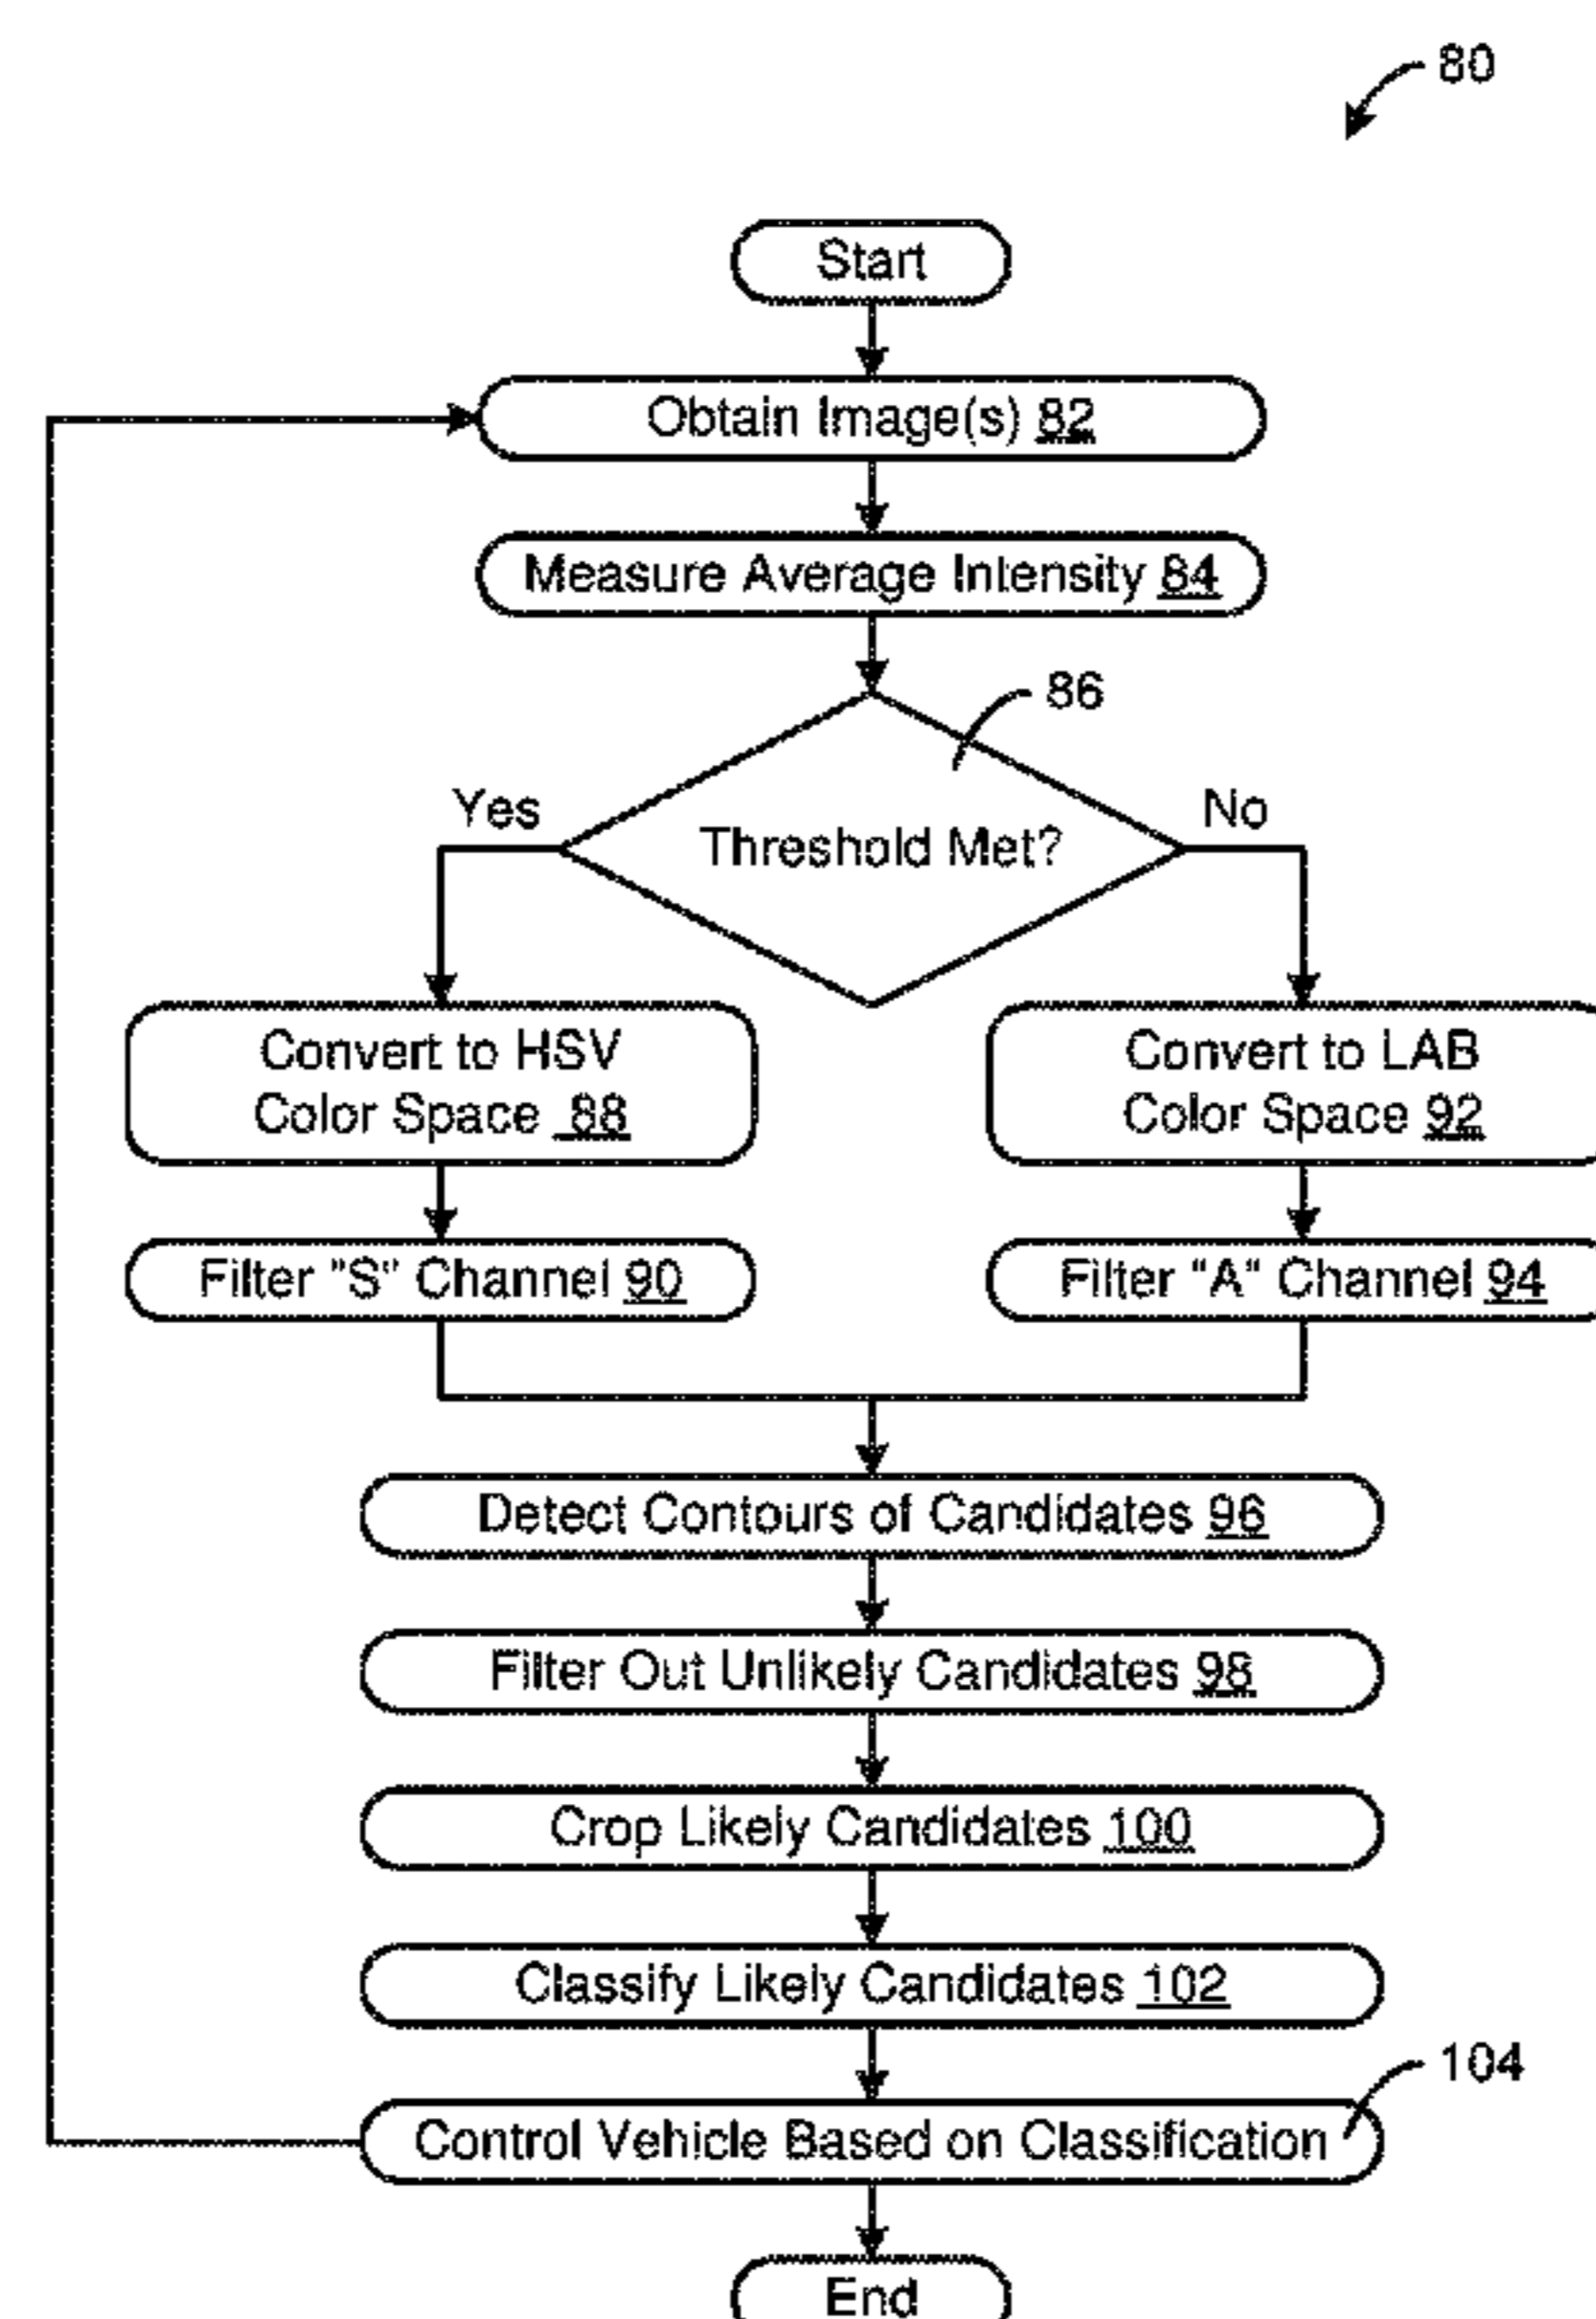 80
Start
Obtain Image(s) 82
Measure Average Intensity 84
86
Yes
Threshold Met?
No
Convert to HSV
Color Space 88
Convert to LAB
Color Space 92
Filter "S" Channel 90
Filter "A" Channel 94
Detect Contours of Candidates 96
Filter Out Unlikely Candidates 98
Crop Likely Candidates 100
Classify Likely Candidates 102
104
Control Vehicle Based on Classification
End